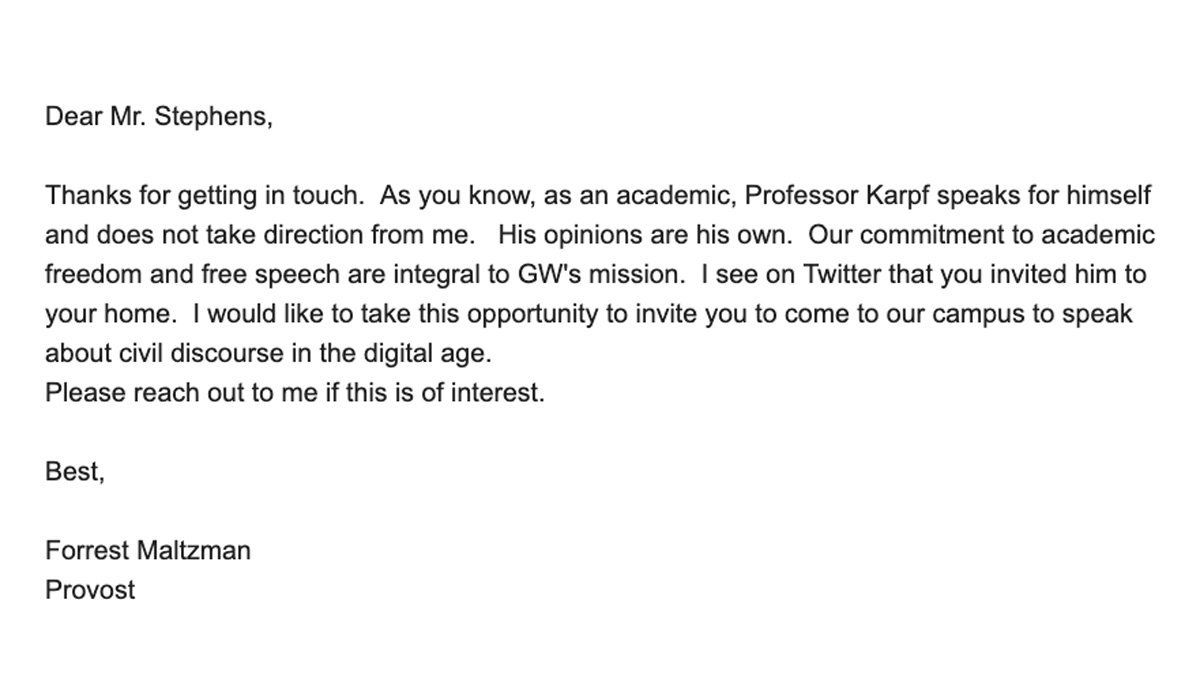 Dear Mr. Stephens,
Thanks for getting in touch.  As you know, as an academic, Professor Karpf speaks for himself
and does not take direction from me.   His opinions are his own.  Our commitment to academic
freedom and free speech are integral to GW's mission.  I see on Twitter that you invited him to
your home.  I would like to take this opportunity to invite you to come to our campus to speak
about civil discourse in the digital age.
Please reach out to me if this is of interest.
Best,
Forrest Maltzman
Provost